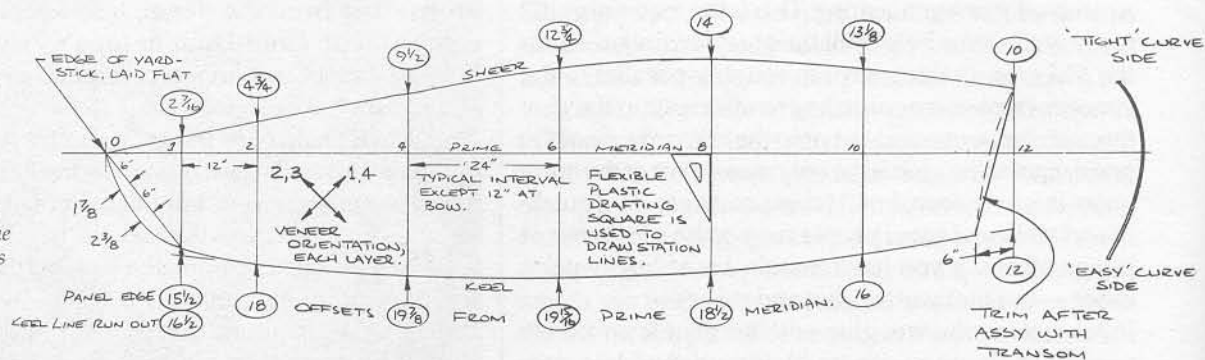 EDGE OF YARD-
STICK, LAID FLAT
2 7/16
4 3/4
9 1/2
SHEER
14
13 1/8
10
'TIGHT' CURVE
SIDE
0
1
2
4
PRIME
6
MERIDIAN
8
10
12
6"
6"
12"
2,3
1,4
24"
TYPICAL INTERVAL
EXCEPT 12" AT
BOW.
FLEXIBLE
PLASTIC
DRAFTING
SQUARE IS
USED TO
DRAW STATION
LINES.
1 7/8
2 3/8
VENEER
ORIENTATION,
EACH LAYER.
6"
'EASY' CURVE
SIDE
KEEL
PANEL EDGE
15 1/2
18
OFFSETS
19 7/8
FROM
19 15/16
PRIME
18 1/2
MERIDIAN
16
12
KEEL LINE RUN OUT
16 1/2
TRIM AFTER
ASSY WITH
TRANSOM